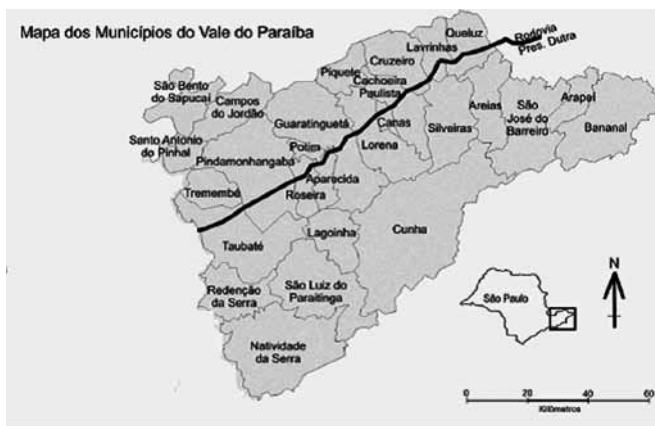 Mapa dos Municípios do Vale do Paraíba
Queluz
Rodovia
Pres. Dutra
Lavrinhas
Cruzeiro
Piquete
Cachoeira
Paulista
São Bento
do Sapucaí
Campos
do Jordão
Guaratinguetá
Canas
Silveiras
Areias
São
José do
Barreiro
Arapeí
Bananal
Santo Antônio
do Pinhal
Potim
Lorena
Pindamonhangaba
Aparecida
Tremembé
Roseira
Taubaté
Lagoinha
Cunha
Redenção
da Serra
São Luiz do
Paraitinga
São Paulo
N
Natividade
da Serra
0 20 40 60
Kilômetros